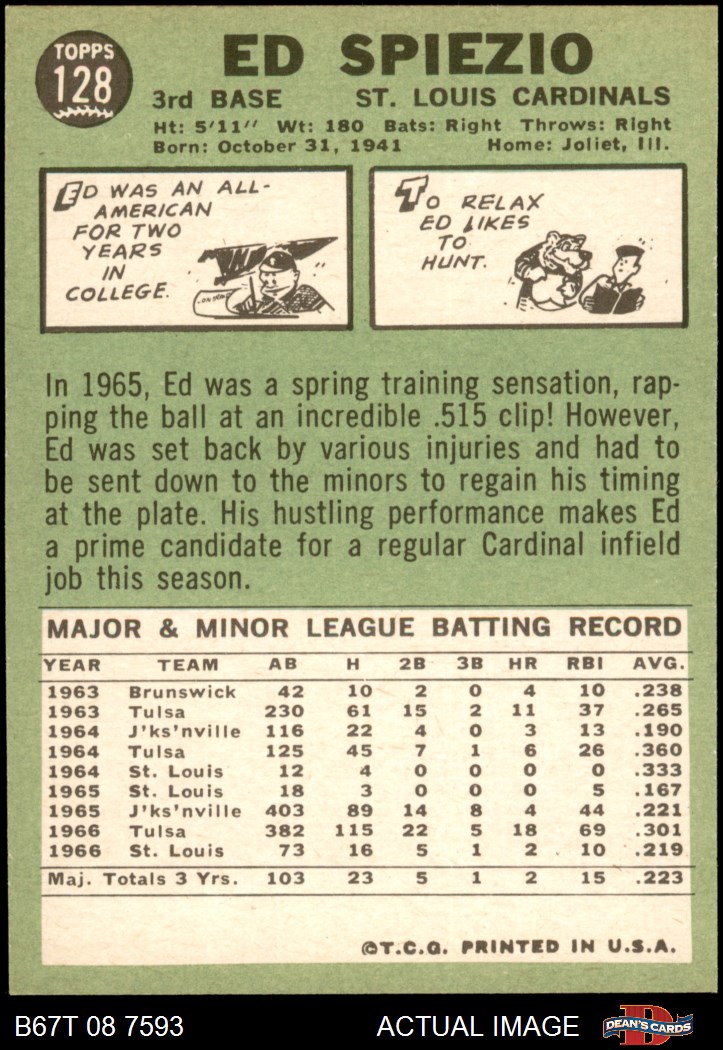 TOPPS
128
ED SPIEZIO
3rd BASE ST. LOUIS CARDINALS
Ht: 5'11" Wt: 180 Bats: Right Throws: Right
Born: October 31, 1941 Home: Joliet, Ill.
ED WAS AN ALL-
AMERICAN
FOR TWO
YEARS
IN
COLLEGE.
TO RELAX
ED LIKES
TO
HUNT.
In 1965, Ed was a spring training sensation, rap-
ping the ball at an incredible .515 clip! However,
Ed was set back by various injuries and had to
be sent down to the minors to regain his timing
at the plate. His hustling performance makes Ed
a prime candidate for a regular Cardinal infield
job this season.
MAJOR & MINOR LEAGUE BATTING RECORD
YEAR TEAM AB H 2B 3B HR RBI AVG.
1963 Brunswick 42 10 2 0 4 10 .238
1963 Tulsa 230 61 15 2 11 37 .265
1964 J'ks'nville 116 22 4 0 3 13 .190
1964 Tulsa 125 45 7 1 6 26 .360
1964 St. Louis 12 4 0 0 0 0 .333
1965 St. Louis 18 3 0 0 0 5 .167
1965 J'ks'nville 403 89 14 8 4 44 .221
1966 Tulsa 382 115 22 5 18 69 .301
1966 St. Louis 73 16 5 1 2 10 .219
Maj. Totals 3 Yrs. 103 23 5 1 2 15 .223
©T.C.G. PRINTED IN U.S.A.
B67T 08 7593 ACTUAL IMAGE DEAN'S CARDS